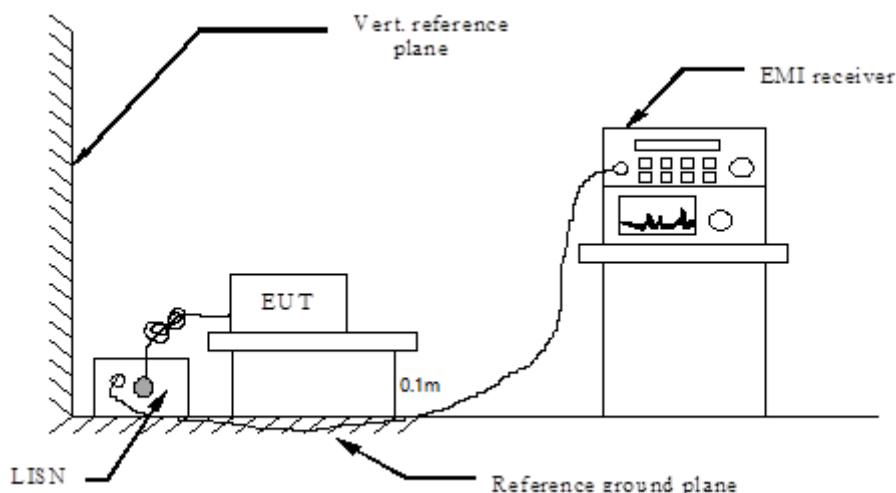 Vert. reference
plane
EMI receiver
EUT
0.1m
LISN
Reference ground plane